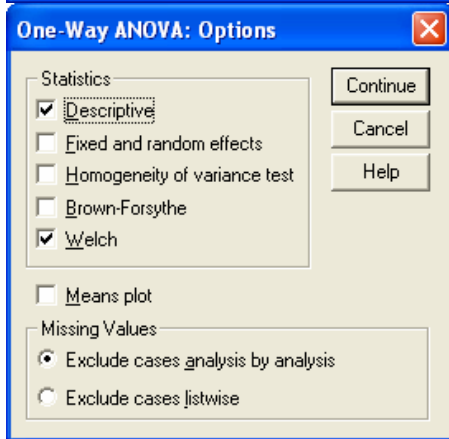 One-Way ANOVA: Options
Statistics
Descriptive
Fixed and random effects
Homogeneity of variance test
Brown-Forsythe
Welch
Continue
Cancel
Help
Means plot
Missing Values
Exclude cases analysis by analysis
Exclude cases listwise